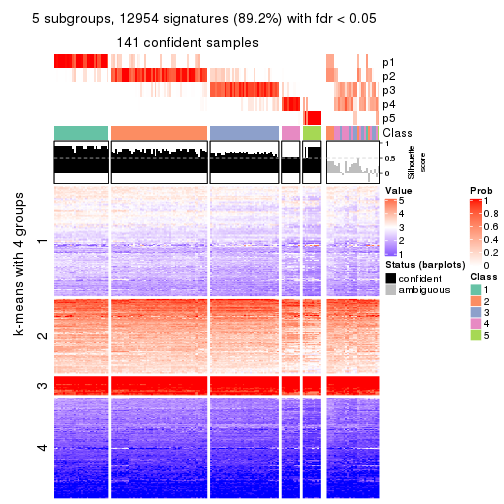 5 subgroups, 12954 signatures (89.2%) with fdr < 0.05
141 confident samples
p1
p2
p3
p4
p5
Class
1
0.5
0
Silhouette
score
k-means with 4 groups
1
2
3
4
Value
5
4
3
2
1
Status (barplots)
confident
ambiguous
Prob
1
0.8
0.6
0.4
0.2
0
Class
1
2
3
4
5